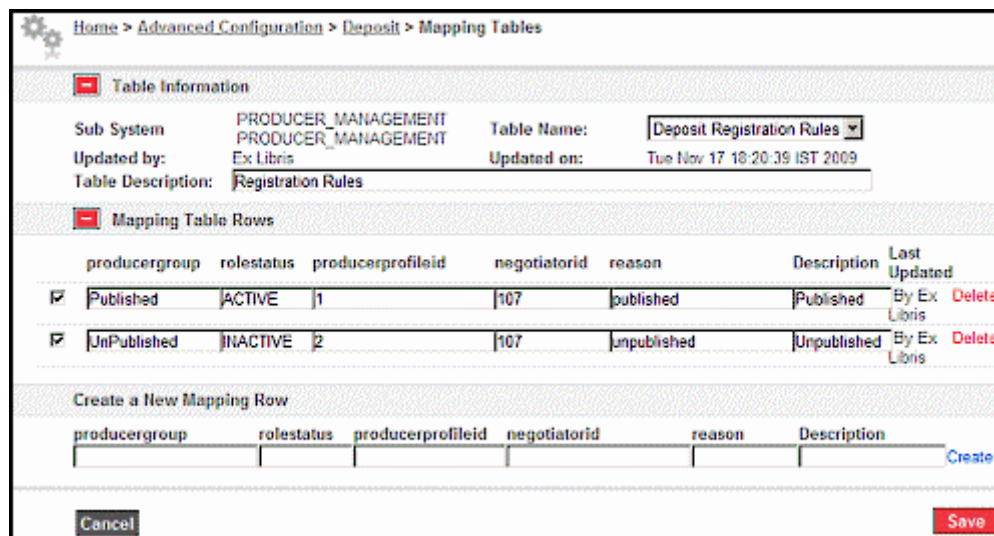 Home > Advanced Configuration > Deposit > Mapping Tables
Table Information
Sub System PRODUCER_MANAGEMENT PRODUCER_MANAGEMENT Table Name: Deposit Registration Rules
Updated by: Ex Libris Updated on: Tue Nov 17 18:20:39 IST 2009
Table Description: Registration Rules
Mapping Table Rows
producergroup rolestatus producerprofileid negotiatorid reason Description Last Updated
Published ACTIVE 1 107 published Published By Ex Libris Delete
UnPublished INACTIVE 2 107 unpublished Unpublished By Ex Libris Delete
Create a New Mapping Row
producergroup rolestatus producerprofileid negotiatorid reason Description
Create
Cancel Save